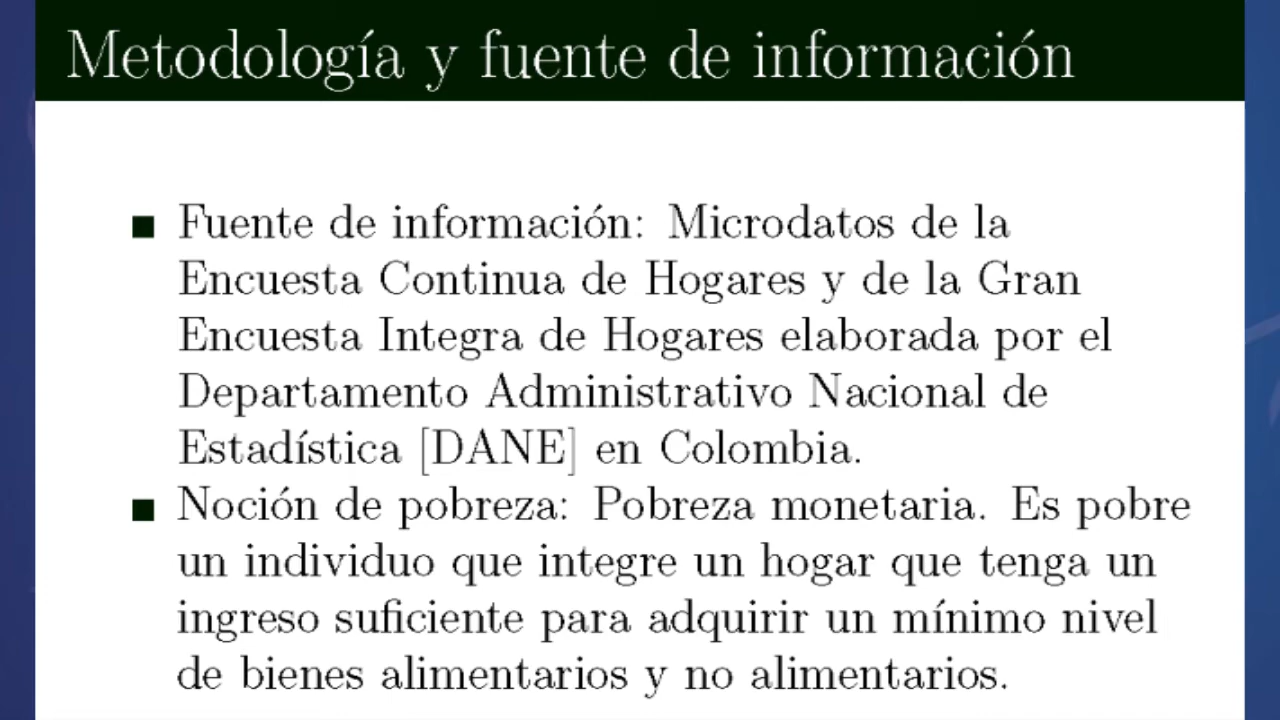 Metodología y fuente de información
Fuente de información: Microdatos de la
Encuesta Continua de Hogares y de la Gran
Encuesta Integra de Hogares elaborada por el
Departamento Administrativo Nacional de
Estadística [DANE] en Colombia.
Noción de pobreza: Pobreza monetaria. Es pobre
un individuo que integre un hogar que tenga un
ingreso suficiente para adquirir un mínimo nivel
de bienes alimentarios y no alimentarios.